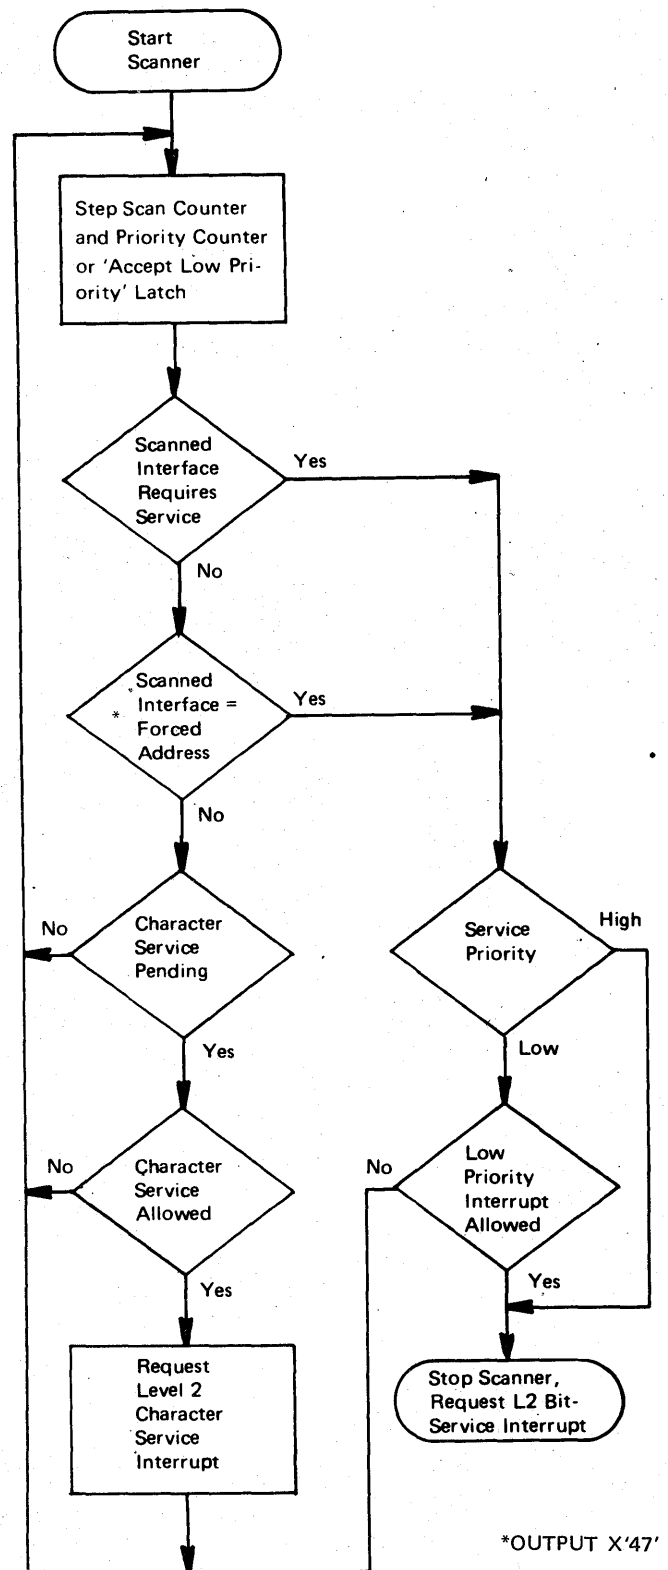 Start
Scanner
Step Scan Counter
and Priority Counter
or 'Accept Low Pri-
ority' Latch
Scanned
Interface
Requires
Service
Yes
No
Scanned
* Interface =
Forced
Address
Yes
No
Character
Service
Pending
No
Yes
Service
Priority
High
Low
Character
Service
Allowed
No
Yes
Low
Priority
Interrupt
Allowed
No
Yes
Request
Level 2
Character
Service
Interrupt
Stop Scanner,
Request L2 Bit-
Service Interrupt
*OUTPUT X'47'